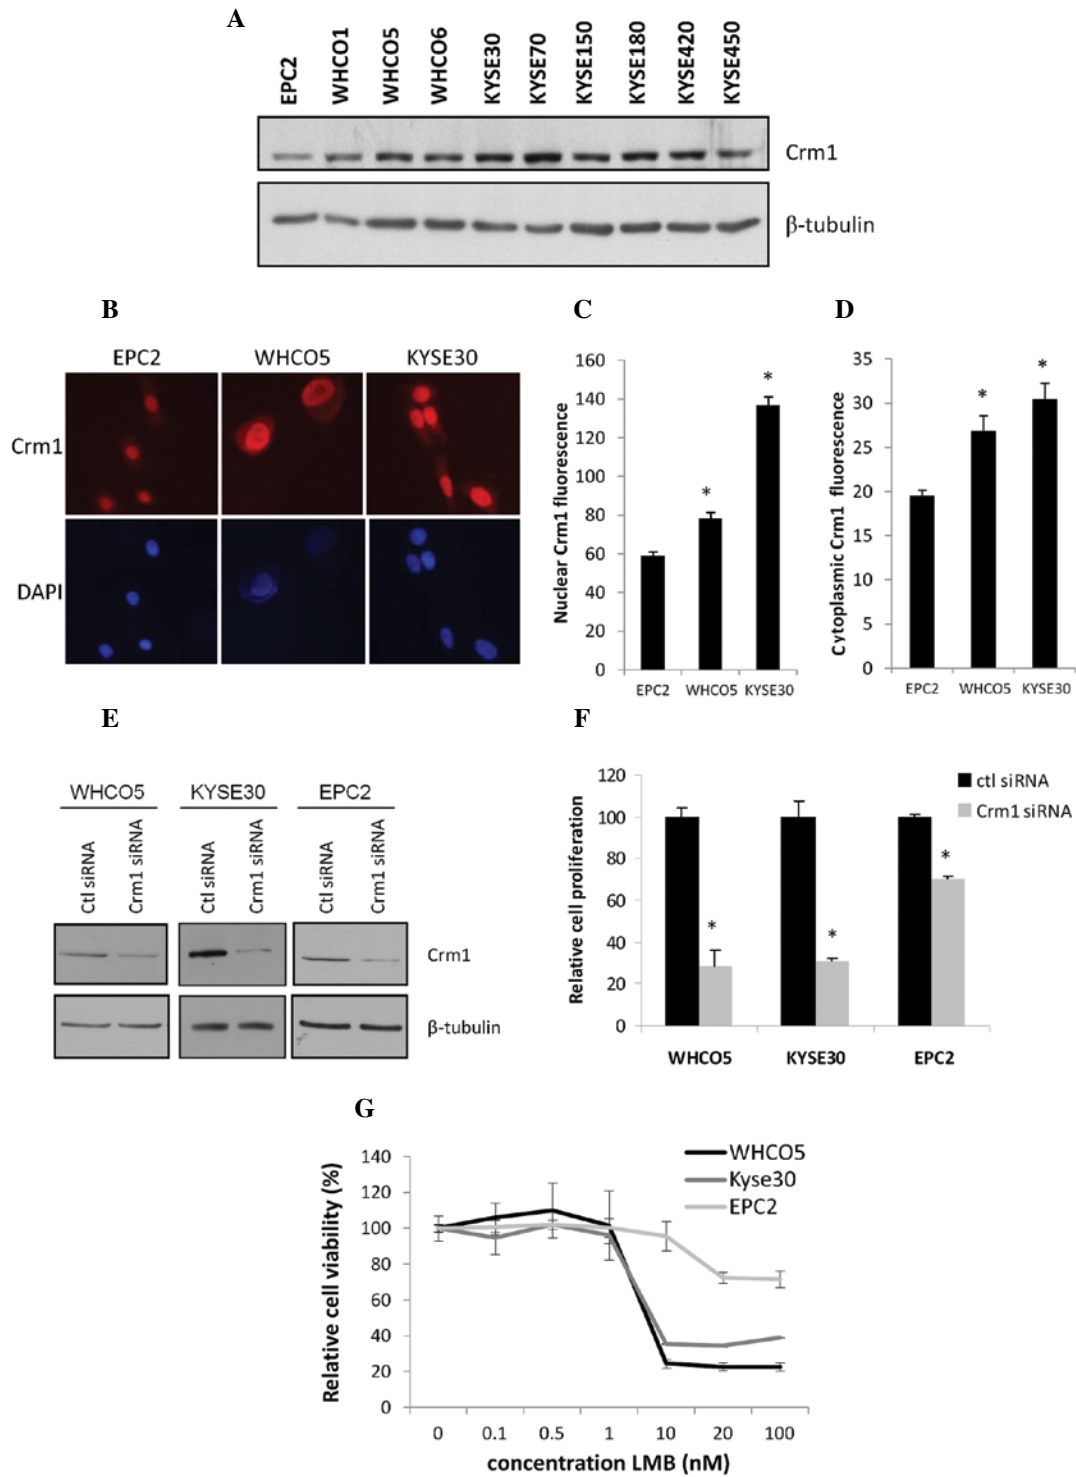 A
EPC2
WHCO1
WHCO5
WHCO6
KYSE30
KYSE70
KYSE150
KYSE180
KYSE420
KYSE450
Crm1
β-tubulin
B
EPC2 WHCO5 KYSE30
Crm1
DAPI
C
Nuclear Crm1 fluorescence
160
140
120
100
80
60
40
20
0
* *
EPC2 WHCO5 KYSE30
D
Cytoplasmic Crm1 fluorescence
35
30
25
20
15
10
5
0
* *
EPC2 WHCO5 KYSE30
E
WHCO5 KYSE30 EPC2
Ctl siRNA
Crm1 siRNA
Ctl siRNA
Crm1 siRNA
Ctl siRNA
Crm1 siRNA
Crm1
β-tubulin
F
Relative cell proliferation
120
100
80
60
40
20
0
ctl siRNA
Crm1 siRNA
* * *
WHCO5 KYSE30 EPC2
G
Relative cell viability (%)
140
120
100
80
60
40
20
0
WHCO5
Kyse30
EPC2
0 0.1 0.5 1 10 20 100
concentration LMB (nM)